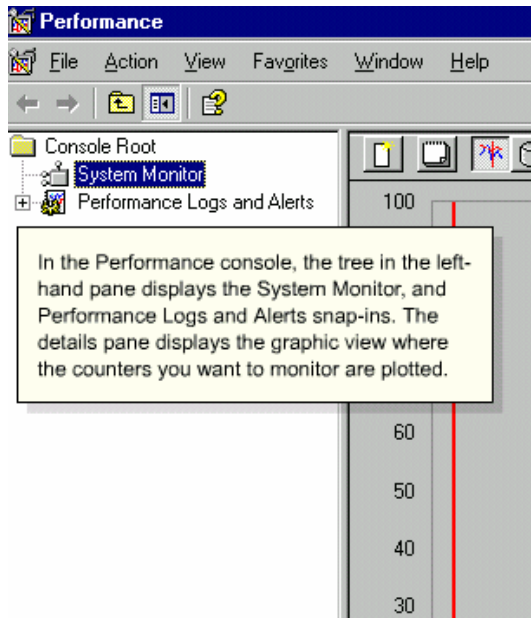 Performance
File Action View Favorites Window Help
Console Root
System Monitor
Performance Logs and Alerts
100
In the Performance console, the tree in the left-
hand pane displays the System Monitor, and
Performance Logs and Alerts snap-ins. The
details pane displays the graphic view where
the counters you want to monitor are plotted.
60
50
40
30